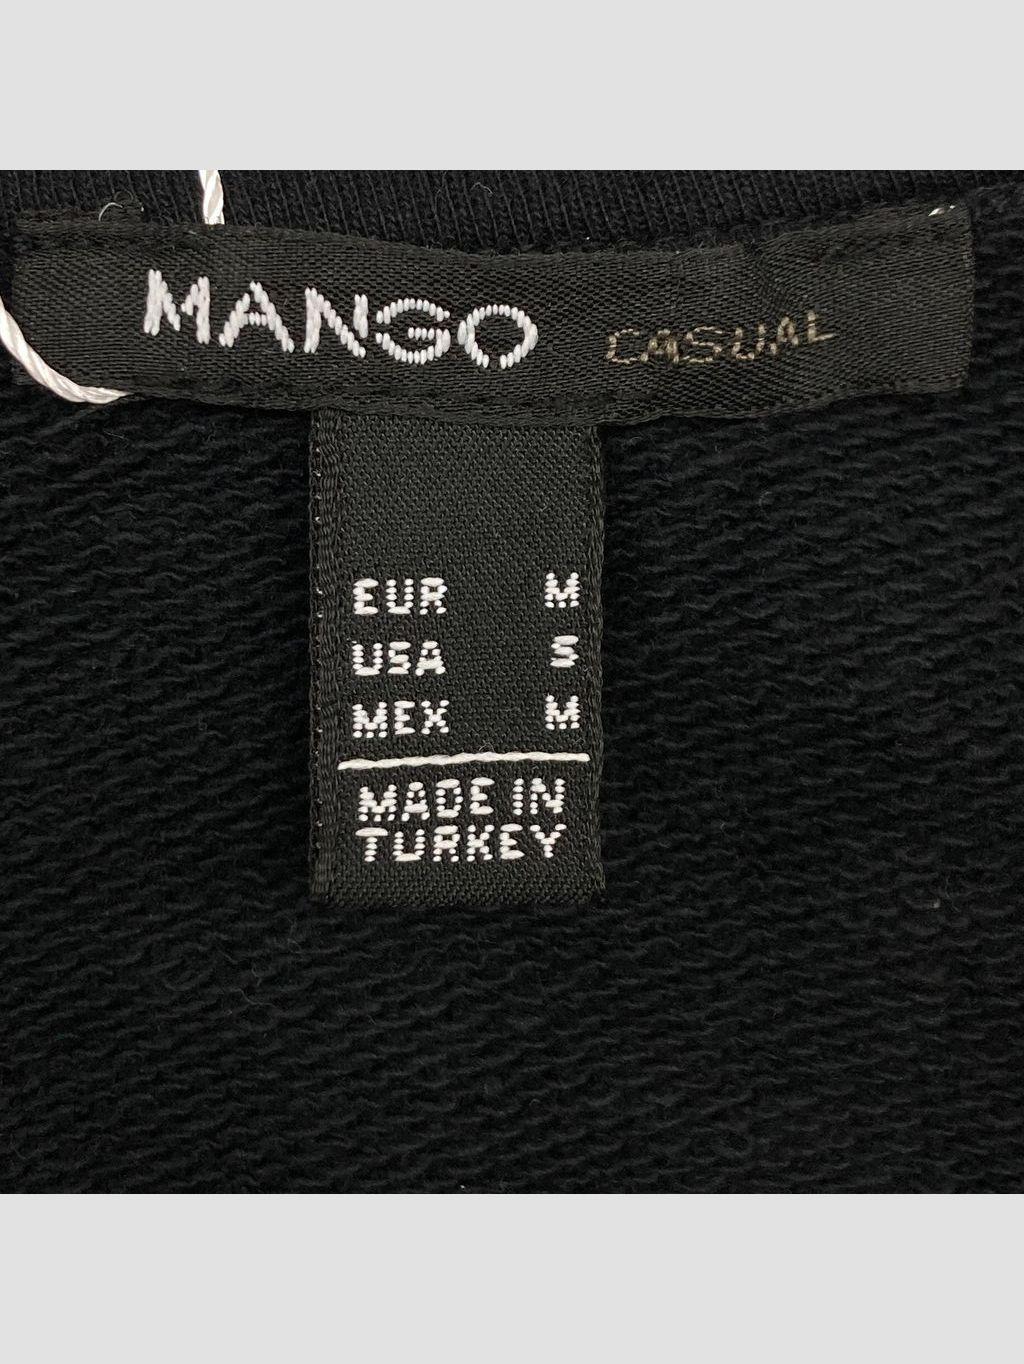 MANGO CASUAL
EUR M
USA S
MEX M
MADE IN
TURKEY